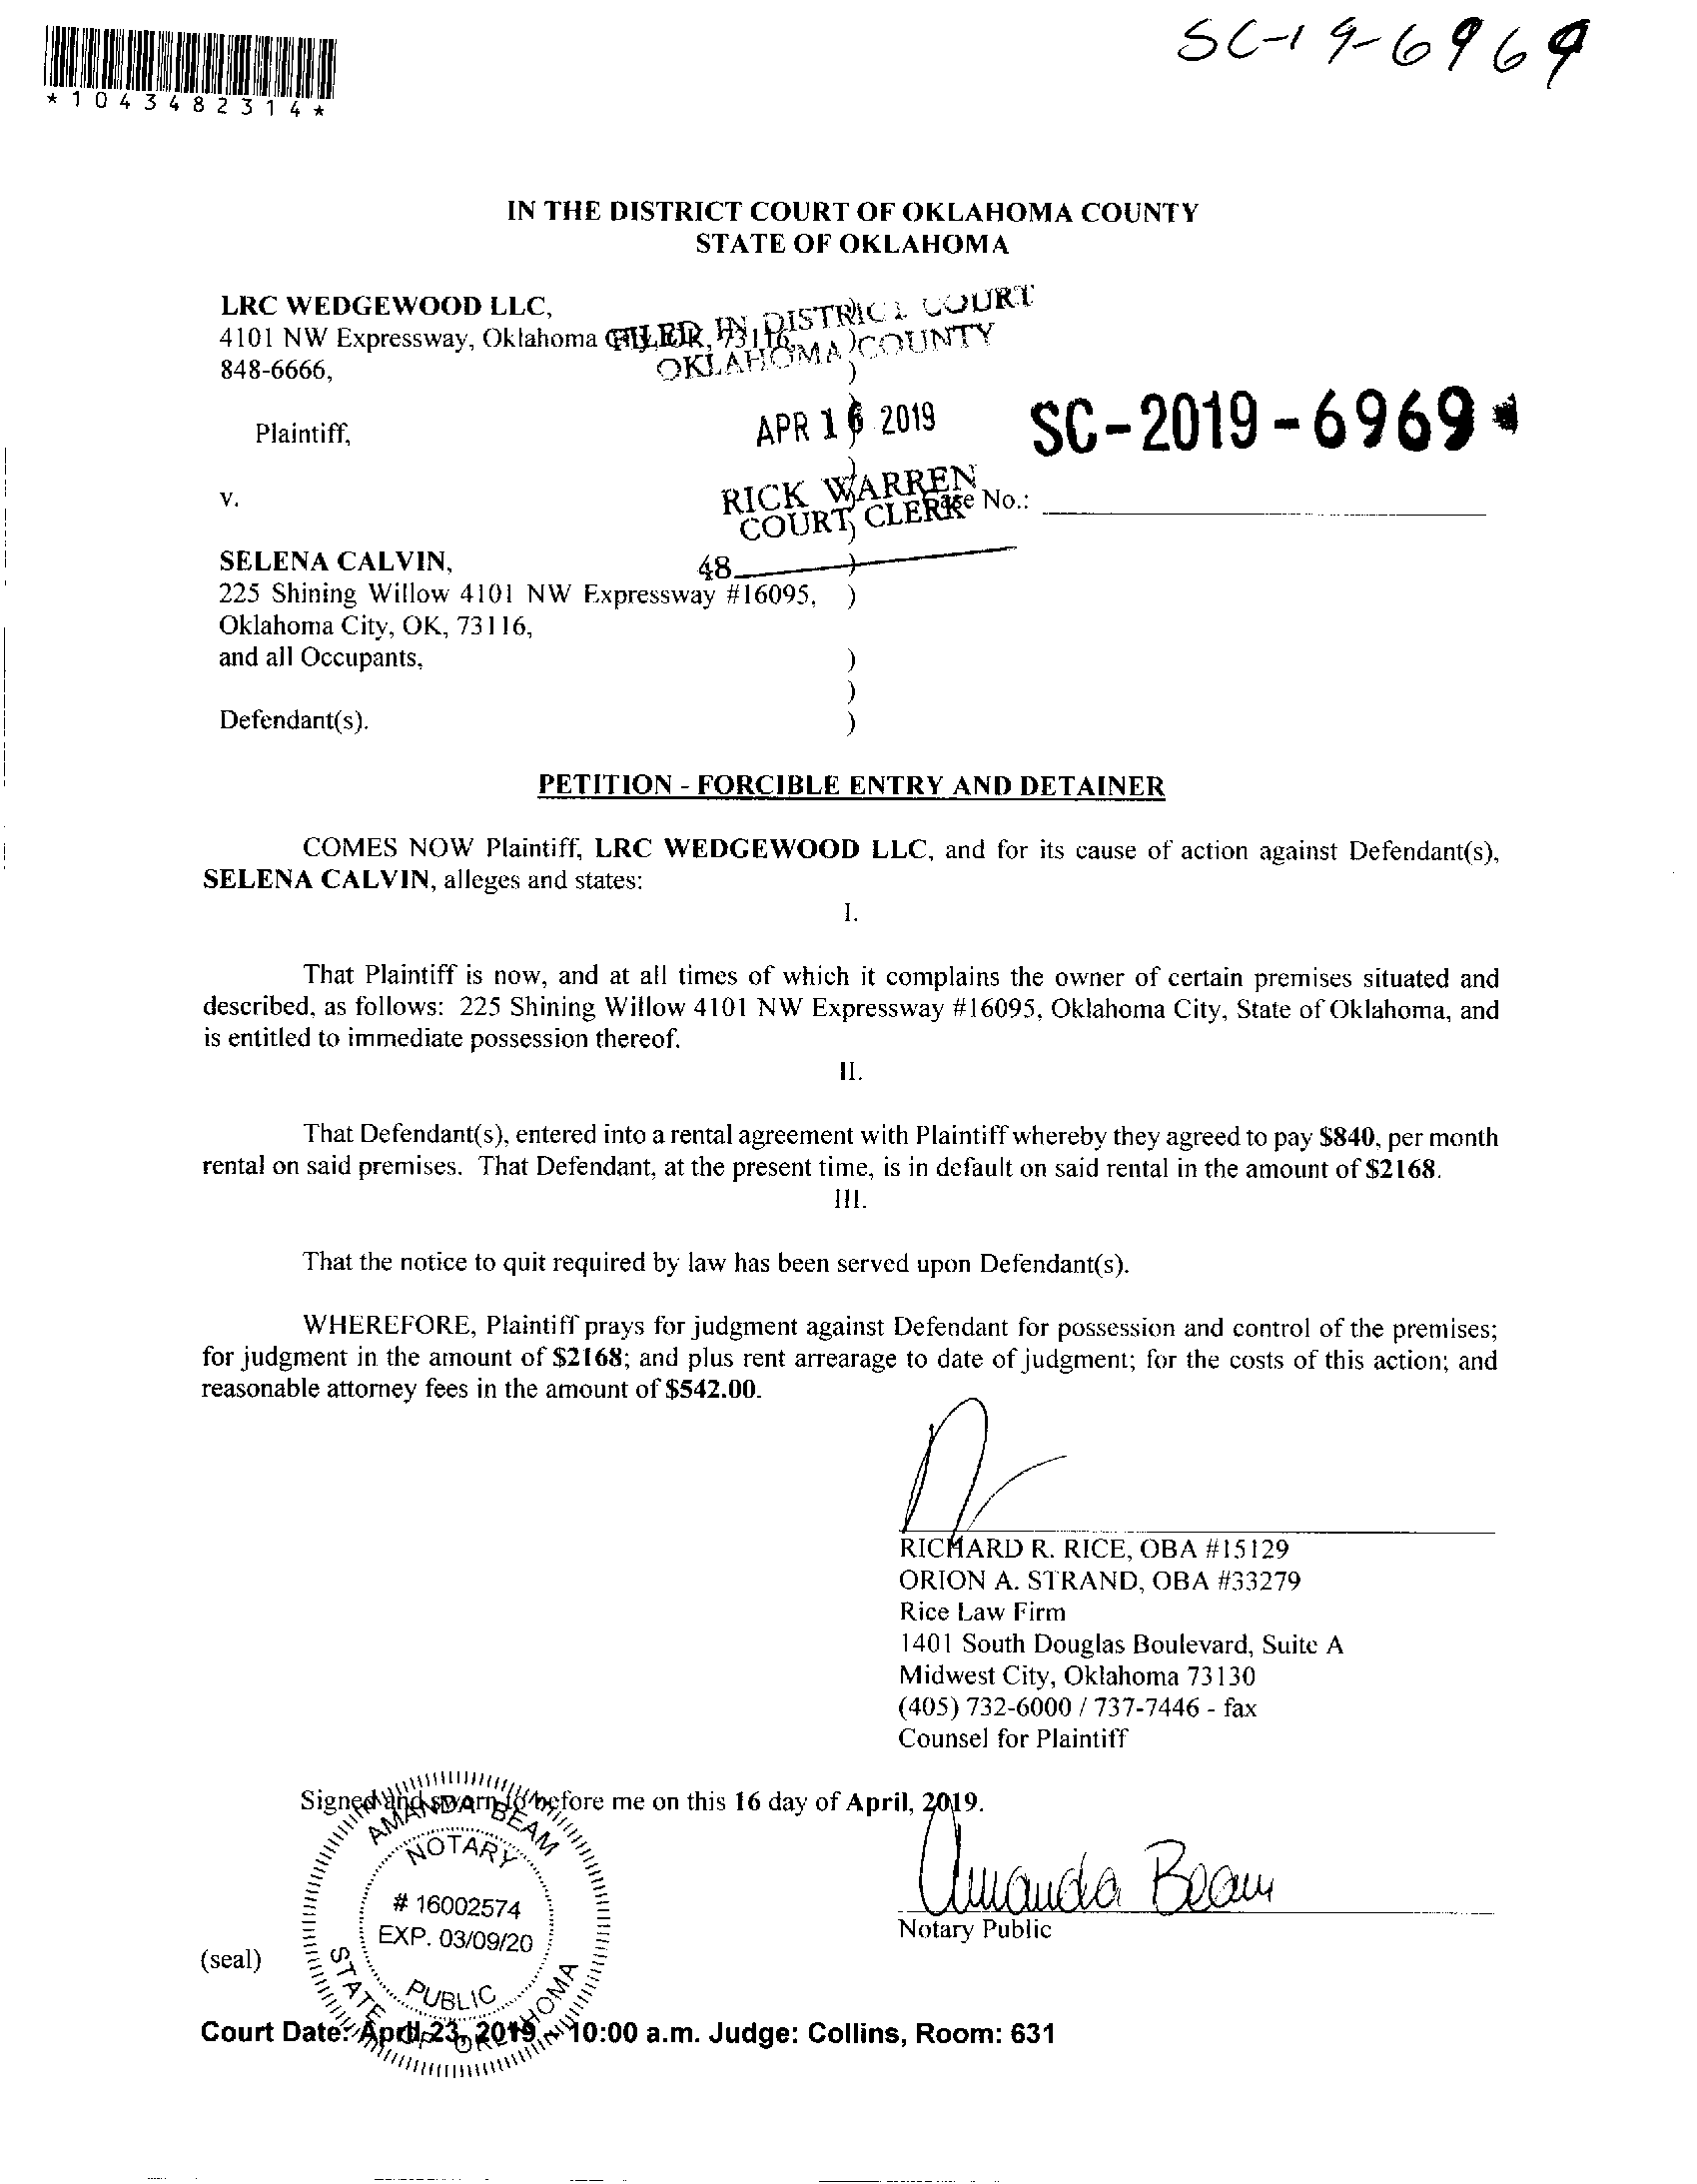 SC-19-6969
*1043482314*
IN THE DISTRICT COURT OF OKLAHOMA COUNTY
STATE OF OKLAHOMA
LRC WEDGEWOOD LLC,
4101 NW Expressway, Oklahoma City, OK, 73116,
848-6666,
FILED IN DISTRICT COURT
OKLAHOMA COUNTY
)
)
Plaintiff,
APR 16 2019
)
SC-2019-6969
)
v.
RICK WARREN
COURT CLERK
)
Case No.:
)
SELENA CALVIN,
48
)
225 Shining Willow 4101 NW Expressway #16095, )
Oklahoma City, OK, 73116,
and all Occupants, )
)
Defendant(s). )
PETITION - FORCIBLE ENTRY AND DETAINER
COMES NOW Plaintiff, LRC WEDGEWOOD LLC, and for its cause of action against Defendant(s),
SELENA CALVIN, alleges and states:
I.
That Plaintiff is now, and at all times of which it complains the owner of certain premises situated and
described, as follows: 225 Shining Willow 4101 NW Expressway #16095, Oklahoma City, State of Oklahoma, and
is entitled to immediate possession thereof.
II.
That Defendant(s), entered into a rental agreement with Plaintiff whereby they agreed to pay $840, per month
rental on said premises. That Defendant, at the present time, is in default on said rental in the amount of $2168.
III.
That the notice to quit required by law has been served upon Defendant(s).
WHEREFORE, Plaintiff prays for judgment against Defendant for possession and control of the premises;
for judgment in the amount of $2168; and plus rent arrearage to date of judgment; for the costs of this action; and
reasonable attorney fees in the amount of $542.00.
RICHARD R. RICE, OBA #15129
ORION A. STRAND, OBA #33279
Rice Law Firm
1401 South Douglas Boulevard, Suite A
Midwest City, Oklahoma 73130
(405) 732-6000 / 737-7446 - fax
Counsel for Plaintiff
Signed and sworn to before me on this 16 day of April, 2019.
AMANDA BEAM
NOTARY
# 16002574
EXP. 03/09/20
PUBLIC
STATE OF OKLAHOMA
Amanda Beam
Notary Public
(seal)
Court Date: April 23, 2019 ~ 10:00 a.m. Judge: Collins, Room: 631